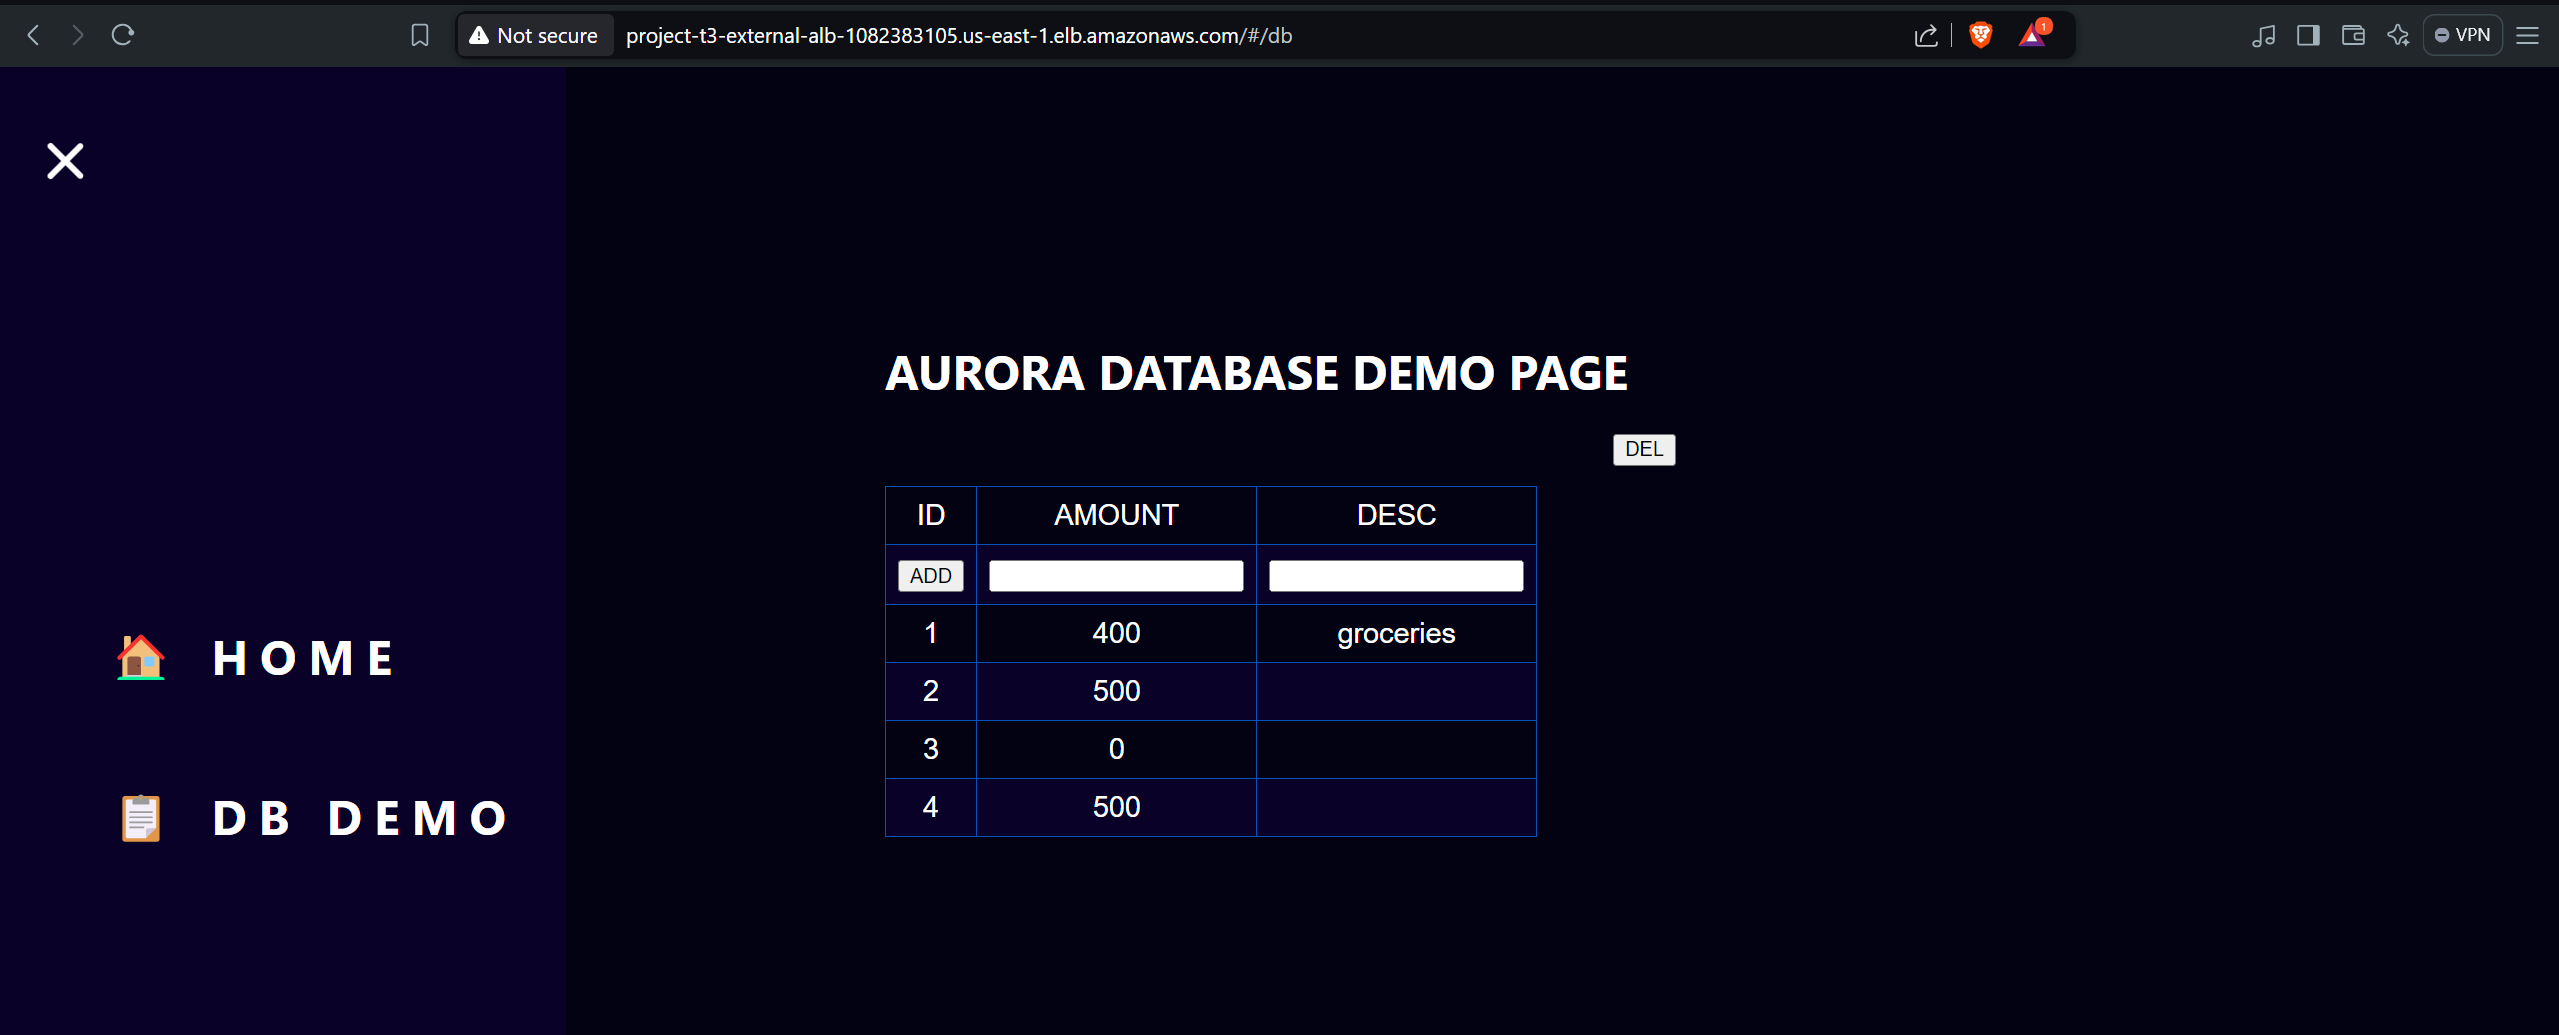 Not secure project-t3-external-alb-1082383105.us-east-1.elb.amazonaws.com/#/db 1 VPN
AURORA DATABASE DEMO PAGE
DEL
ID AMOUNT DESC
ADD
1 400 groceries
2 500
3 0
4 500
HOME
DB DEMO